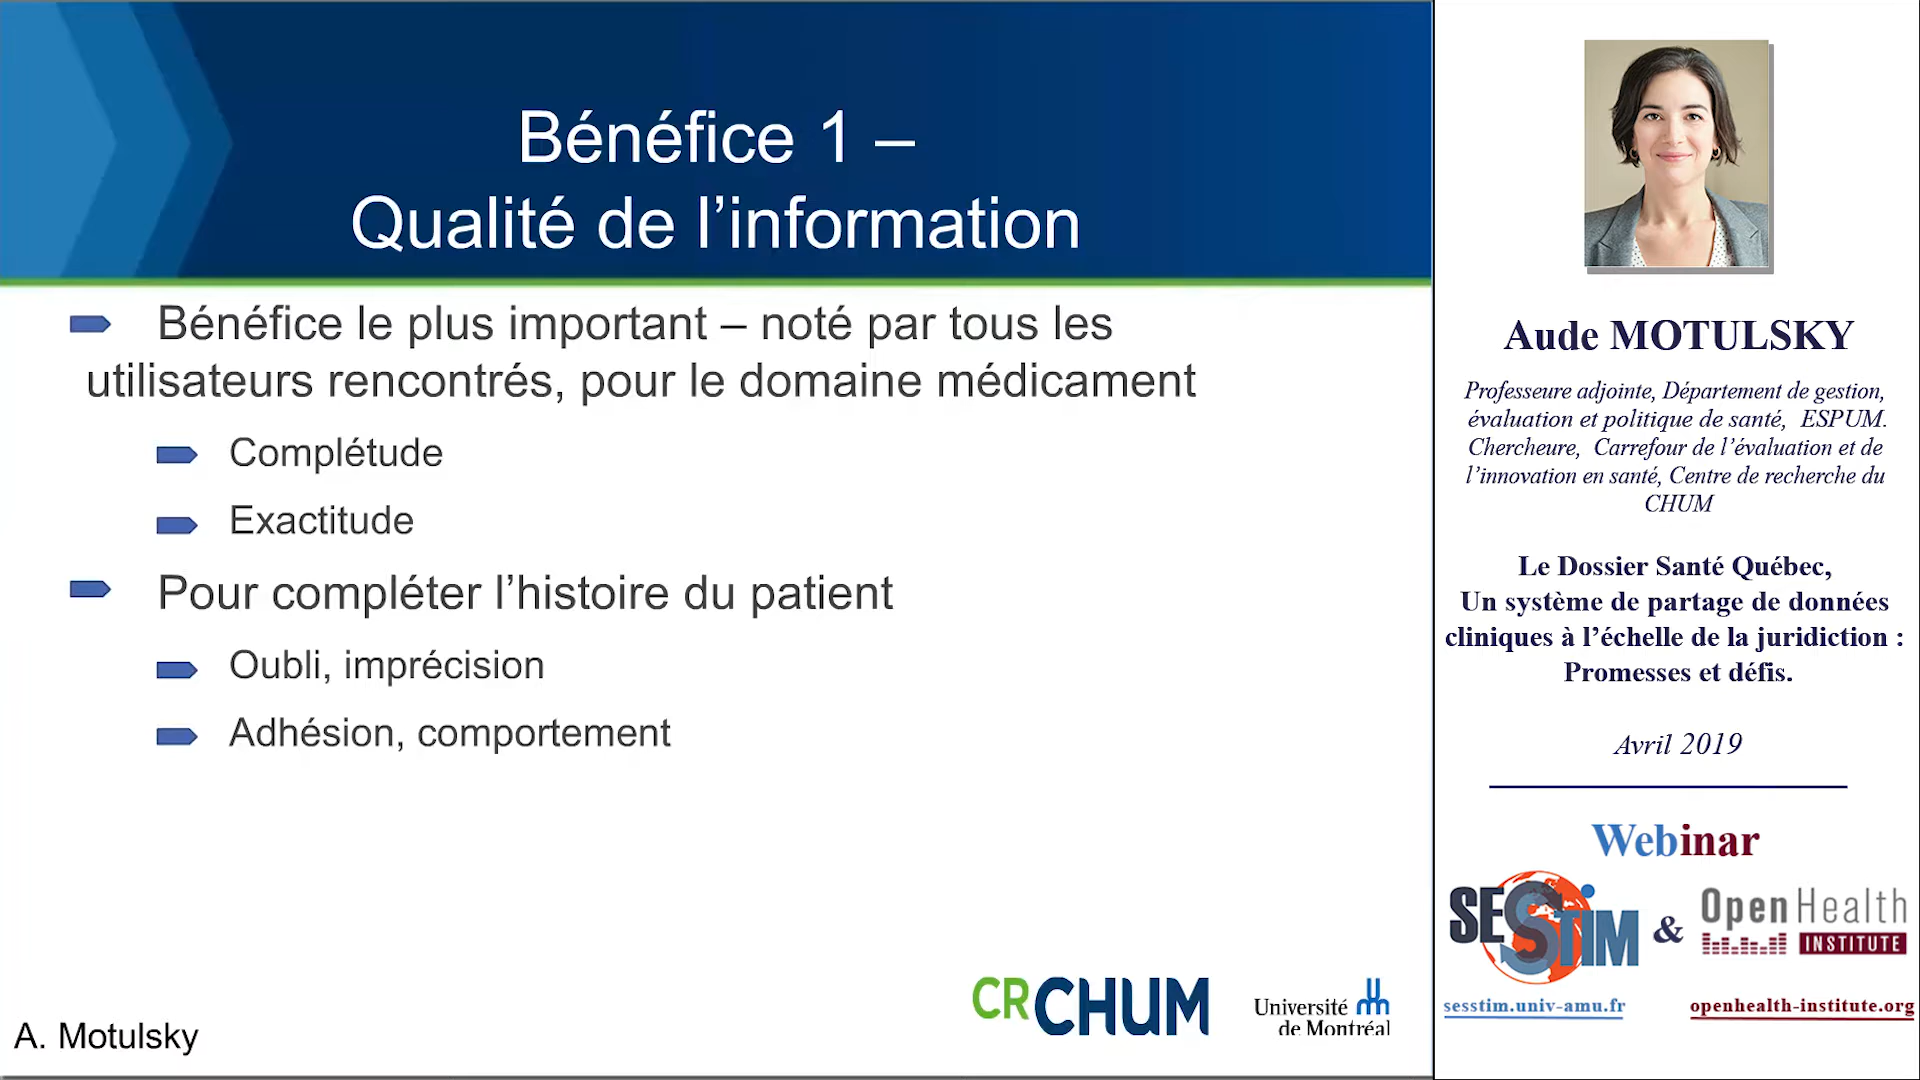 Bénéfice 1 –
Qualité de l’information
Bénéfice le plus important – noté par tous les
utilisateurs rencontrés, pour le domaine médicament
Complétude
Exactitude
Pour compléter l’histoire du patient
Oubli, imprécision
Adhésion, comportement
CRCHUM
Université
de Montréal
A. Motulsky
Aude MOTULSKY
Professeure adjointe, Département de gestion,
évaluation et politique de santé, ESPUM.
Chercheure, Carrefour de l’évaluation et de
l’innovation en santé, Centre de recherche du
CHUM
Le Dossier Santé Québec,
Un système de partage de données
cliniques à l’échelle de la juridiction :
Promesses et défis.
Avril 2019
Webinar
SESSTIM & Open Health
INSTITUTE
sesstim.univ-amu.fr openhealth-institute.org